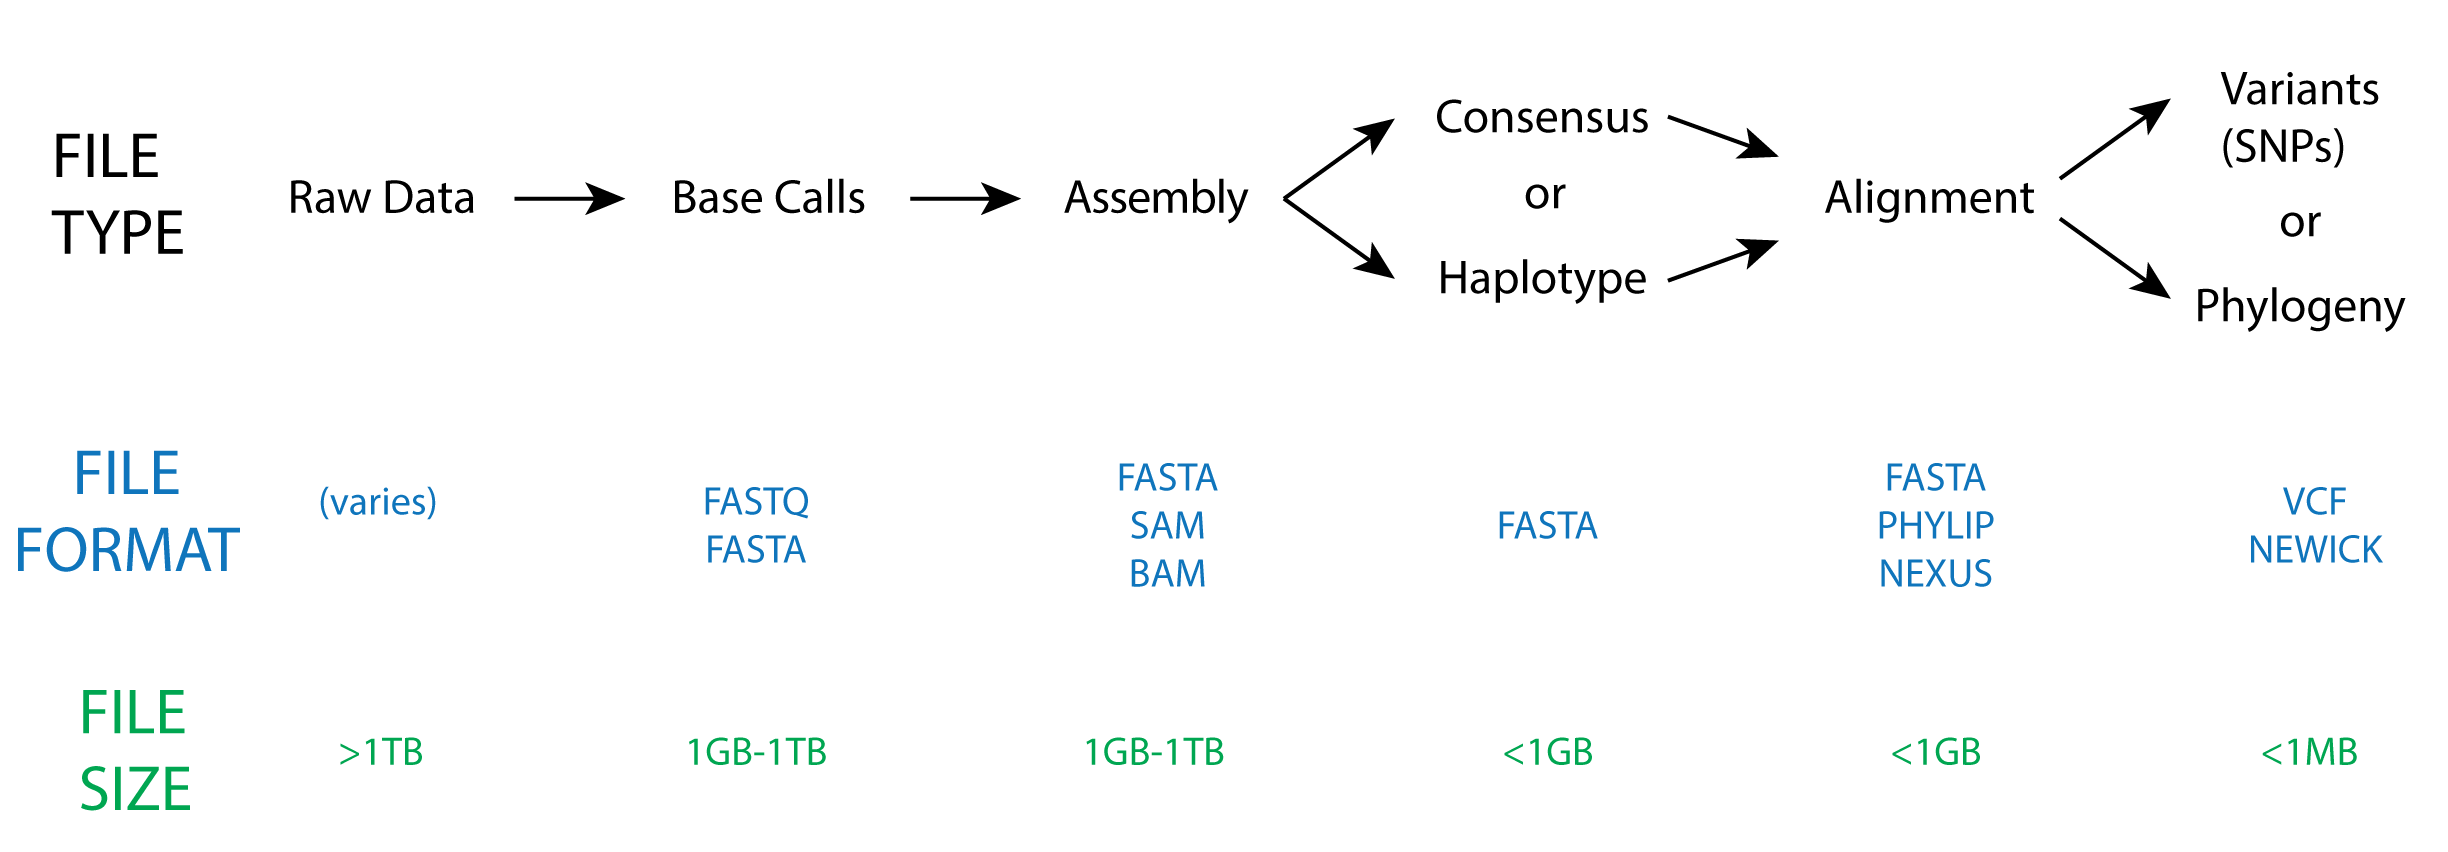 FILE
TYPE
Raw Data
Base Calls
Assembly
Consensus
or
Haplotype
Alignment
Variants
(SNPs)
or
Phylogeny
FILE
FORMAT
(varies)
FASTQ
FASTA
FASTA
SAM
BAM
FASTA
FASTA
PHYLIP
NEXUS
VCF
NEWICK
FILE
SIZE
>1TB
1GB-1TB
1GB-1TB
<1GB
<1GB
<1MB